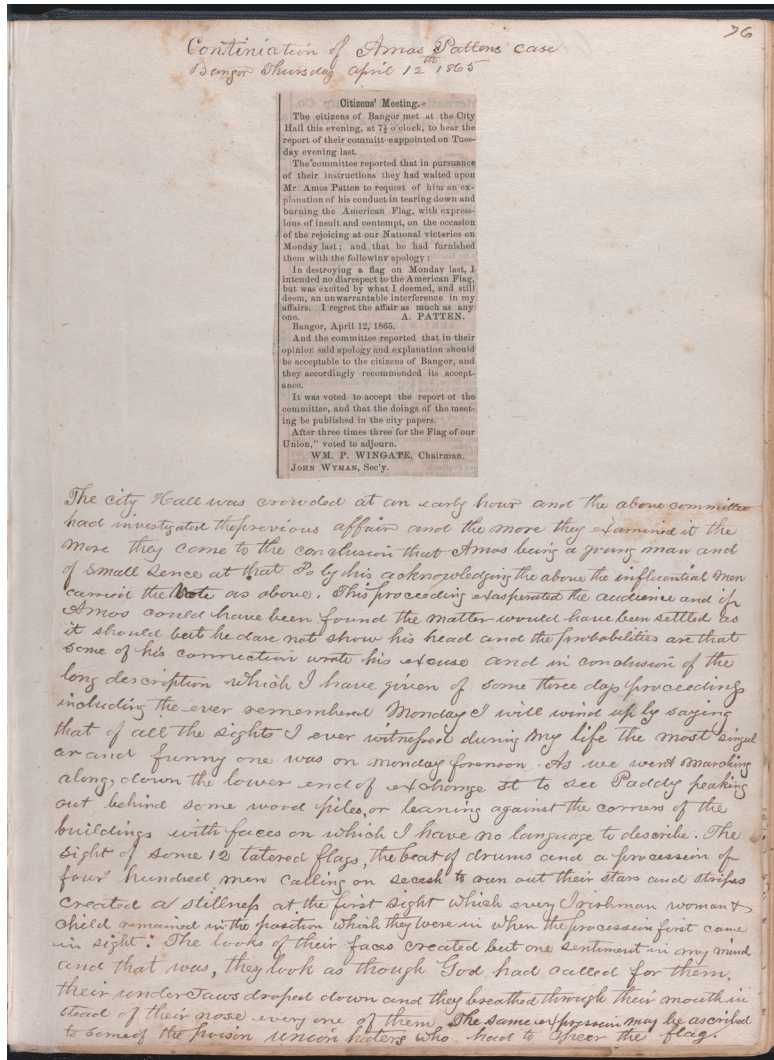 76
Continiation of Amos Pattens case
Bangor Thursday April 12th 1865
Citizens' Meeting.
The citizens of Bangor met at the City
Hall this evening, at 7½ o'clock, to hear the
report of their committ-eappointed on Tues-
day evening last.
The committee reported that in pursuance
of their instructions they had waited upon
Mr. Amos Patten to request of him an ex-
planation of his conduct in tearing down and
burning the American Flag, with express-
ions of insult and contempt, on the occasion
of the rejoicing at our National victories on
Monday last; and that he had furnished
them with the following apology:
In destroying a flag on Monday last, I
intended no disrespect to the American Flag,
but was excited by what I deemed, and still
deem, an unwarrantable interference in my
affairs. I regret the affair as much as any
one. A. PATTEN.
Bangor, April 12, 1865.
And the committee reported that in their
opinion said apology and explanation should
be acceptable to the citizens of Bangor, and
they accordingly recommended its accept-
ance.
It was voted to accept the report of the
committee, and that the doings of the meet-
ing be published in the city papers.
After three times three for the Flag of our
Union," voted to adjourn.
WM. P. WINGATE, Chairman.
JOHN WYMAN, Sec'y.
The city Hall was crowded at an early hour and the above committee
had investigated the previous affair and the more they examined it the
more they come to the conclusion that Amos being a young man and
of small sence at that So by his acknowledging the above the influential men
carried the Vote as above. This proceeding exasperated the audience and if
Amos could have been found the matter would have been settled as
it should but he dare not show his head and the probabilities are that
some of his connection wrote his excuse and in conclusion of the
long description which I have given of some three days proceedings
including the ever remembered Monday I will wind up by saying
that of all the sights I ever witnessed during my life the most singul
ar and funny one was on monday forenoon. As we went marching
along, down the lower end of exchange St to see Paddy peaking
out behind some wood piles, or leaning against the corners of the
buildings with faces on which I have no language to describe. The
sight of some 12 tatered flags, the beat of drums and a procession of
four hundred men calling on secesh to run out their stars and stripes
created a stillness at the first sight which every Irishman woman &
child remained in the position which they were in when the procession first came
in sight. The looks of their faces created but one sentiment in my mind
and that was, they look as though God had called for them.
their under Jaws droped down and they breathed through their mouth in
stead of their nose every one of them. The same expression may be ascribed
to some of the poison union haters who had to cheer the flag.